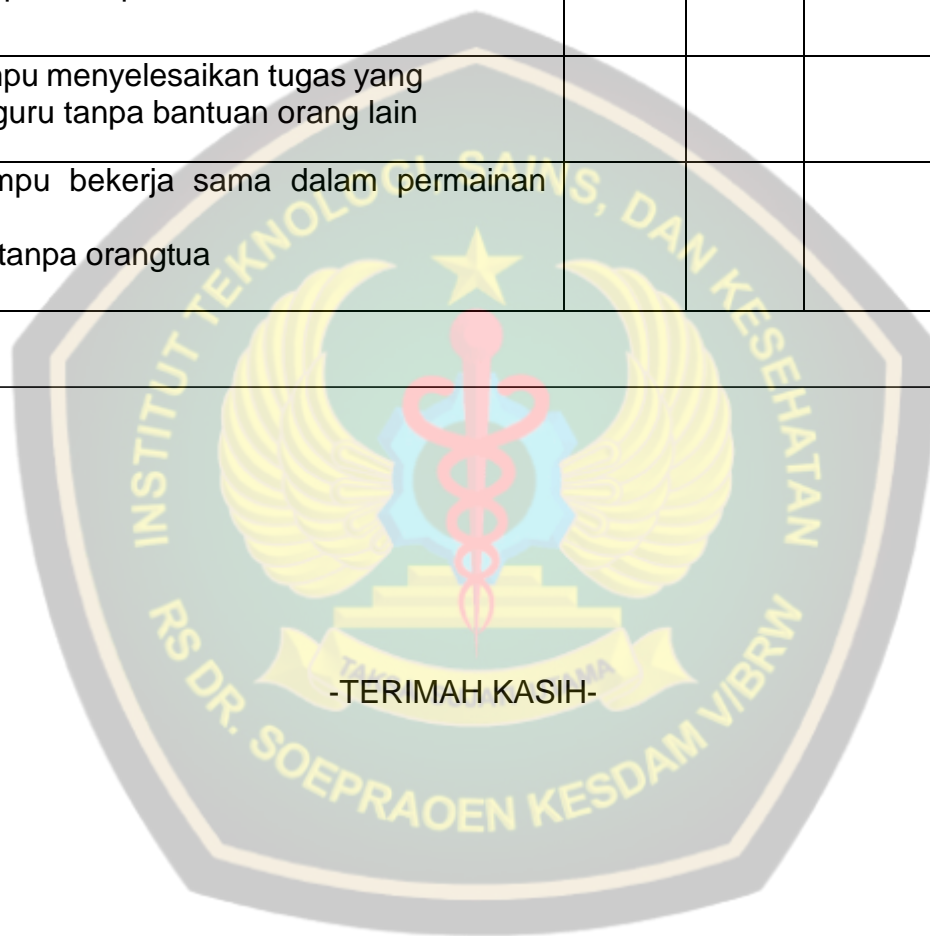 mpu menyelesaikan tugas yang
guru tanpa bantuan orang lain
mpu bekerja sama dalam permainan
tanpa orangtua
INSTITUT TEKNOLOGI, SAINS, DAN KESEHATAN
-TERIMAH KASIH-
RS DR. SOEPRAOEN KESDAM V/BRW